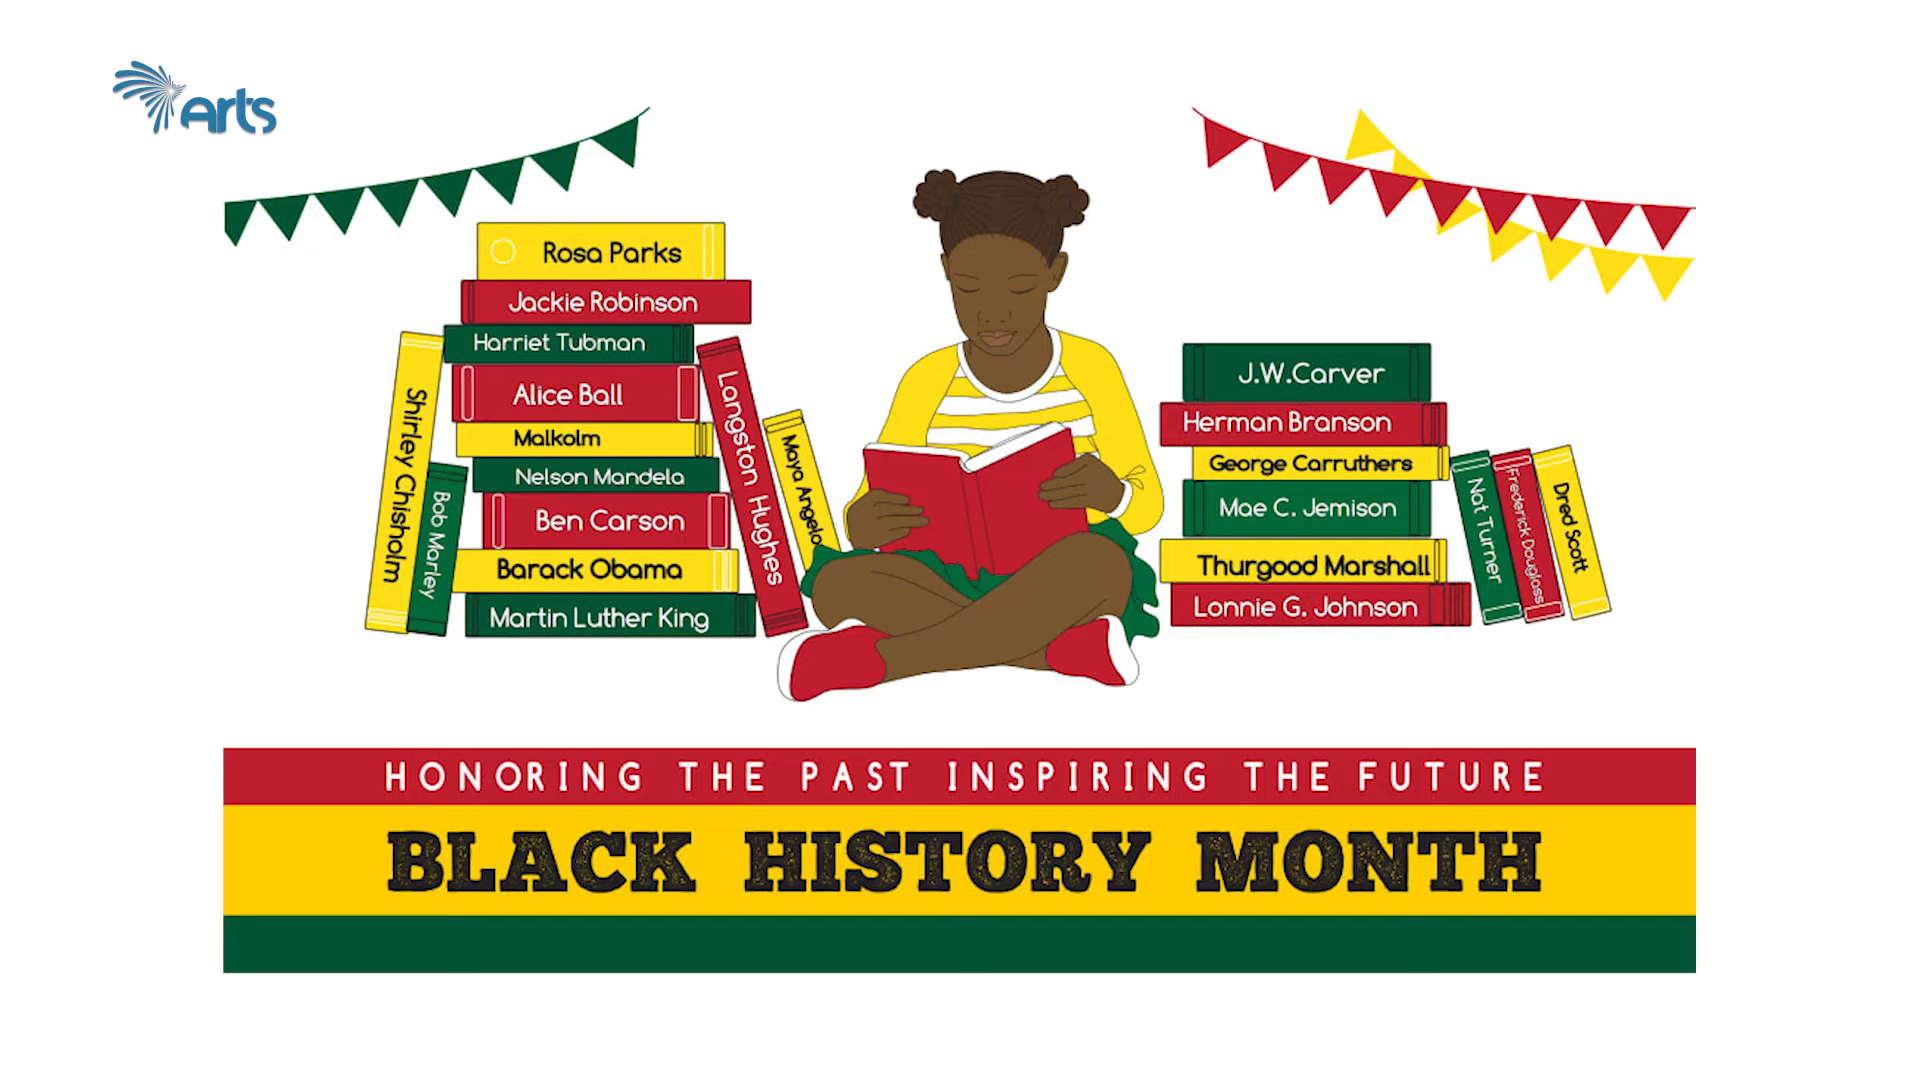 Arts
Rosa Parks
Jackie Robinson
Harriet Tubman
Alice Ball
Malkolm
Nelson Mandela
Ben Carson
Barack Obama
Martin Luther King
Shirley Chisholm
Bob Marley
Langston Hughes
Maya Angelo
J.W.Carver
Herman Branson
George Carruthers
Mae C. Jemison
Thurgood Marshall
Lonnie G. Johnson
Nat Turner
Frederick Douglass
Dred Scott
HONORING THE PAST INSPIRING THE FUTURE
BLACK HISTORY MONTH